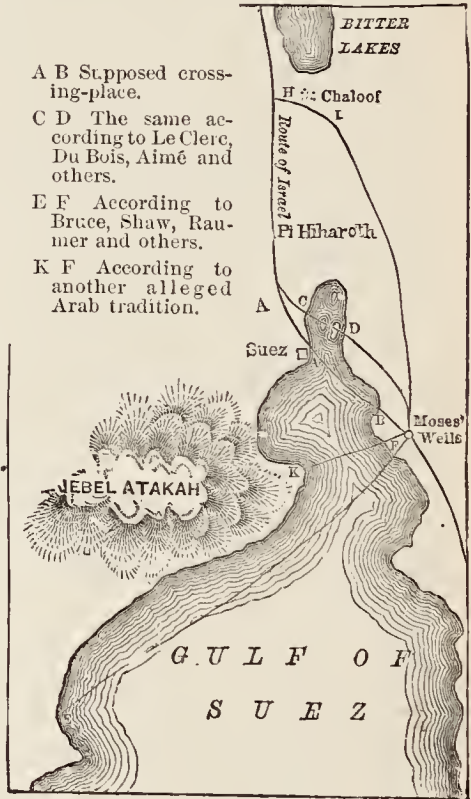 BITTER
LAKES
A B Supposed cross-
ing-place.
C D The same ac-
cording to Le Clerc,
Du Bois, Aimé and
others.
E F According to
Bruce, Shaw, Rau-
mer and others.
K F According to
another alleged
Arab tradition.
H Chaloof
I
Route of Israel
Pi Hiharoth
A
C
D
Suez
A
B
Moses'
Wells
F
K
JEBEL ATAKAH
GULF OF
SUEZ